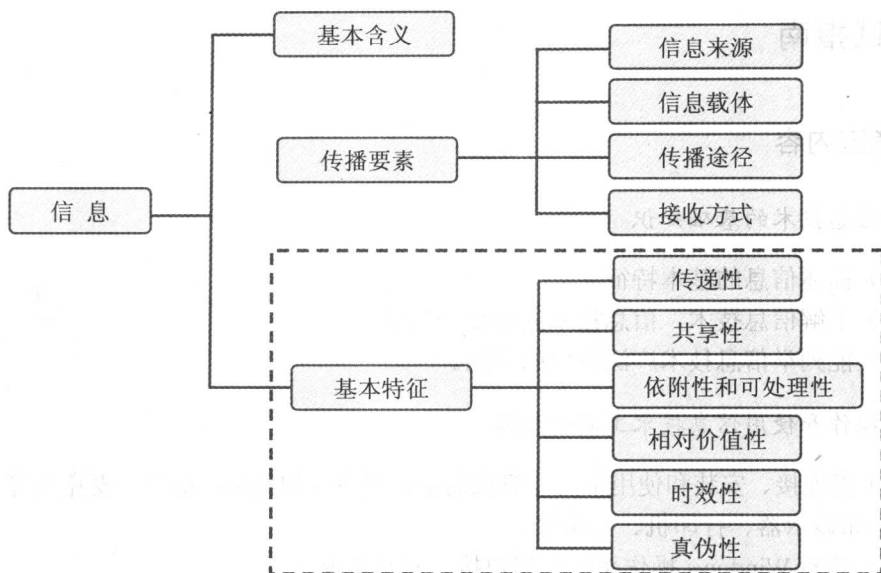 基本含义
信息来源
信息载体
传播要素
传播途径
信 息
接收方式
传递性
共享性
基本特征
依附性和可处理性
相对价值性
时效性
真伪性